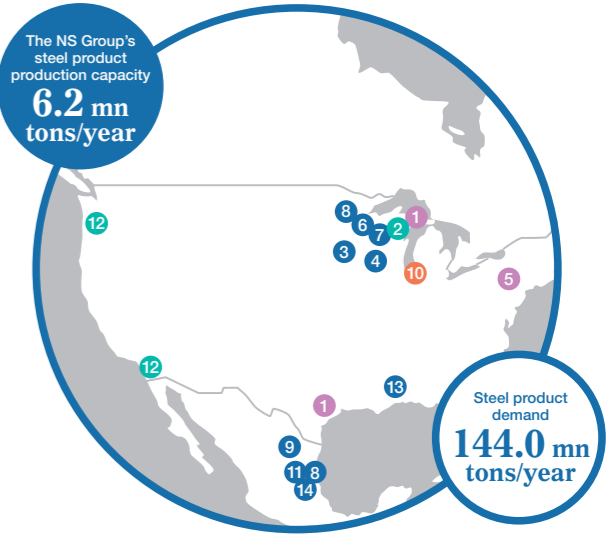 The NS Group's
steel product
production capacity
6.2 mn
tons/year
12
8
6
7
2
1
3
4
10
5
12
13
1
9
11
8
14
Steel product
demand
144.0 mn
tons/year